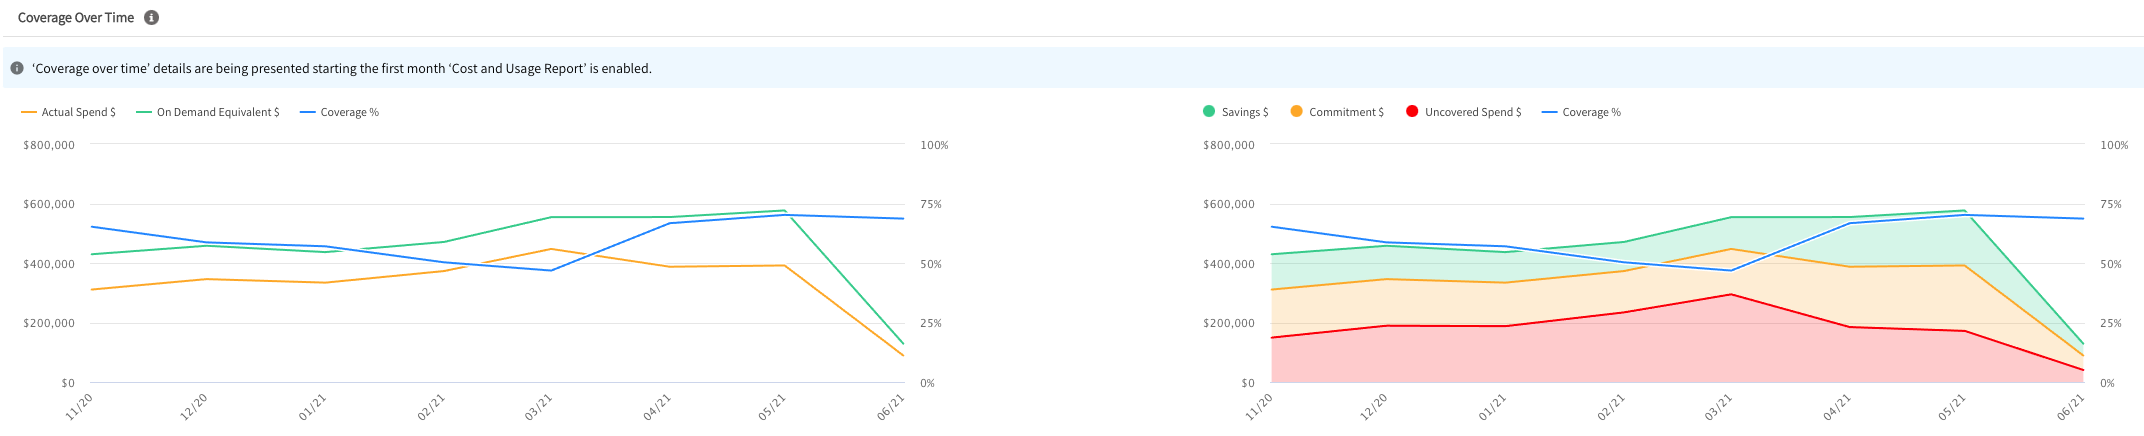 Coverage Over Time
‘Coverage over time’ details are being presented starting the first month ‘Cost and Usage Report’ is enabled.
Actual Spend $ On Demand Equivalent $ Coverage %
$800,000 100%
$600,000 75%
$400,000 50%
$200,000 25%
$0 0%
11/20 12/20 01/21 02/21 03/21 04/21 05/21 06/21
Savings $ Commitment $ Uncovered Spend $ Coverage %
$800,000 100%
$600,000 75%
$400,000 50%
$200,000 25%
$0 0%
11/20 12/20 01/21 02/21 03/21 04/21 05/21 06/21